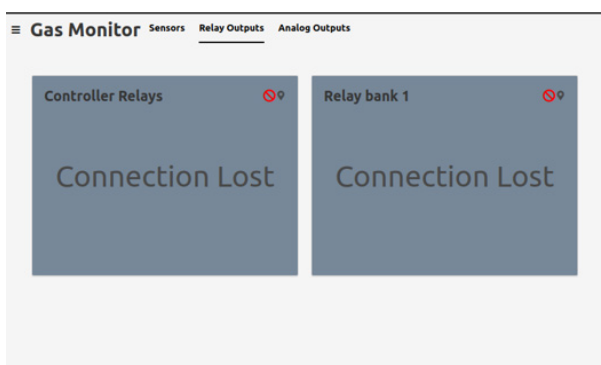 Gas Monitor Sensors Relay Outputs Analog Outputs
Controller Relays
Connection Lost
Relay bank 1
Connection Lost